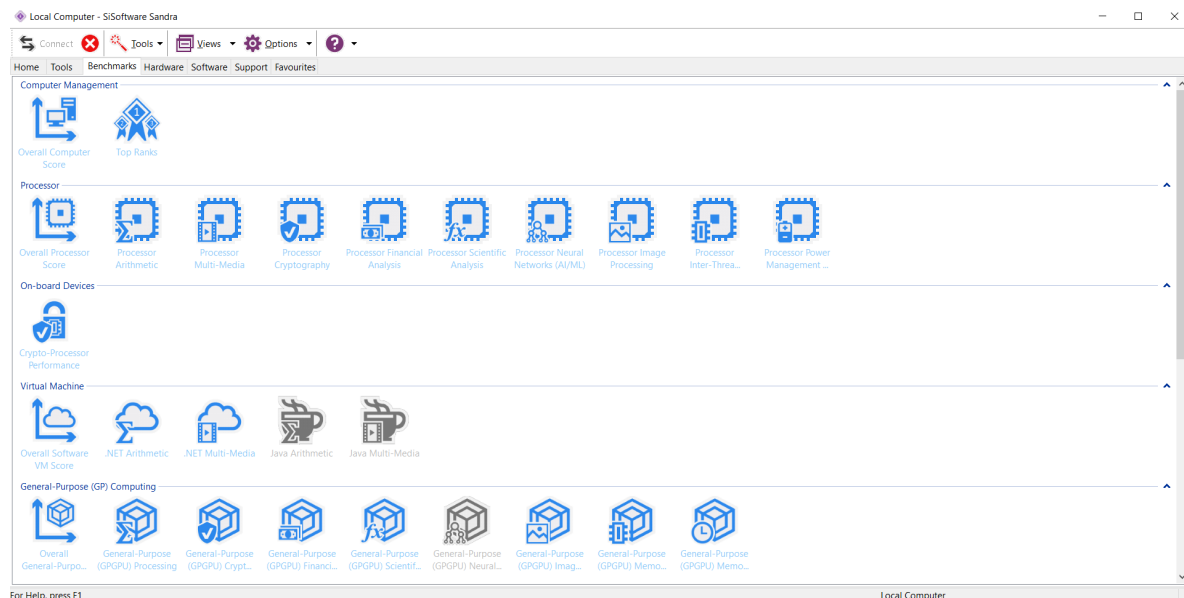 Local Computer - SiSoftware Sandra
Connect Tools Views Options
Home Tools Benchmarks Hardware Software Support Favourites
Computer Management
Overall Computer Score
Top Ranks
Processor
Overall Processor Score
Processor Arithmetic
Processor Multi-Media
Processor Cryptography
Processor Financial Analysis
Processor Scientific Analysis
Processor Neural Networks (AI/ML)
Processor Image Processing
Processor Inter-Threa...
Processor Power Management ...
On-board Devices
Crypto-Processor Performance
Virtual Machine
Overall Software VM Score
.NET Arithmetic
.NET Multi-Media
Java Arithmetic
Java Multi-Media
General-Purpose (GP) Computing
Overall General-Purpo...
General-Purpose (GPGPU) Processing
General-Purpose (GPGPU) Crypt...
General-Purpose (GPGPU) Financi...
General-Purpose (GPGPU) Scientif...
General-Purpose (GPGPU) Neural...
General-Purpose (GPGPU) Imag...
General-Purpose (GPGPU) Memo...
General-Purpose (GPGPU) Memo...
For Help, press F1
Local Computer